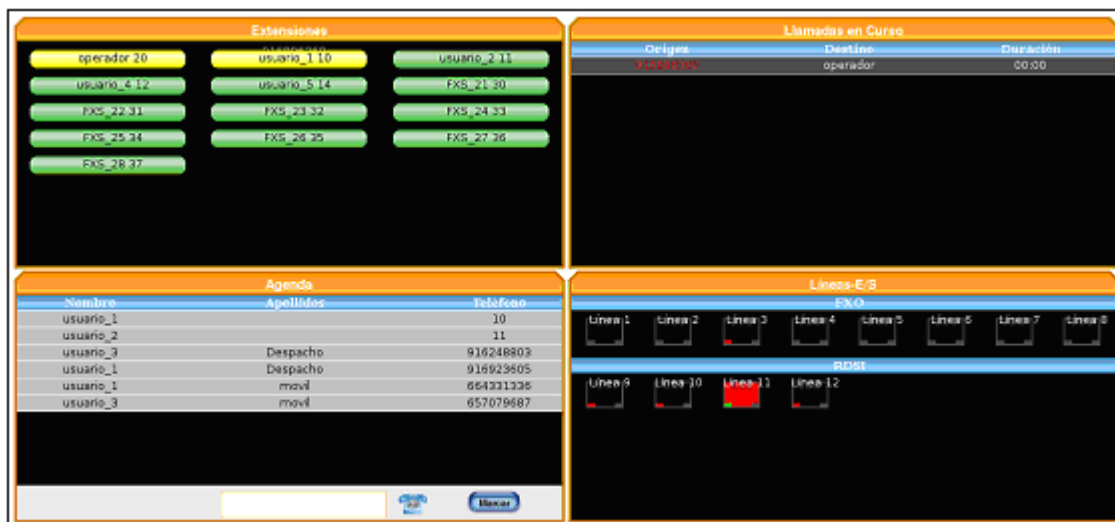 Extensiones
operador 20
usuario_1 10
usuario_2 11
usuario_4 12
usuario_5 14
FXS_21 30
FXS_22 31
FXS_23 32
FXS_24 33
FXS_25 34
FXS_26 35
FXS_27 36
FXS_28 37
Llamadas en Curso
Origen Destino Duración
operador 00:00
Agenda
Nombre Apellidos Teléfono
usuario_1 10
usuario_2 11
usuario_3 Despacho 916248803
usuario_1 Despacho 916923605
usuario_1 movil 664331336
usuario_3 movil 657079687
Marcar
Líneas-E/S
FXO
Línea 1 Línea 2 Línea 3 Línea 4 Línea 5 Línea 6 Línea 7 Línea 8
RDSI
Línea 9 Línea 10 Línea 11 Línea 12